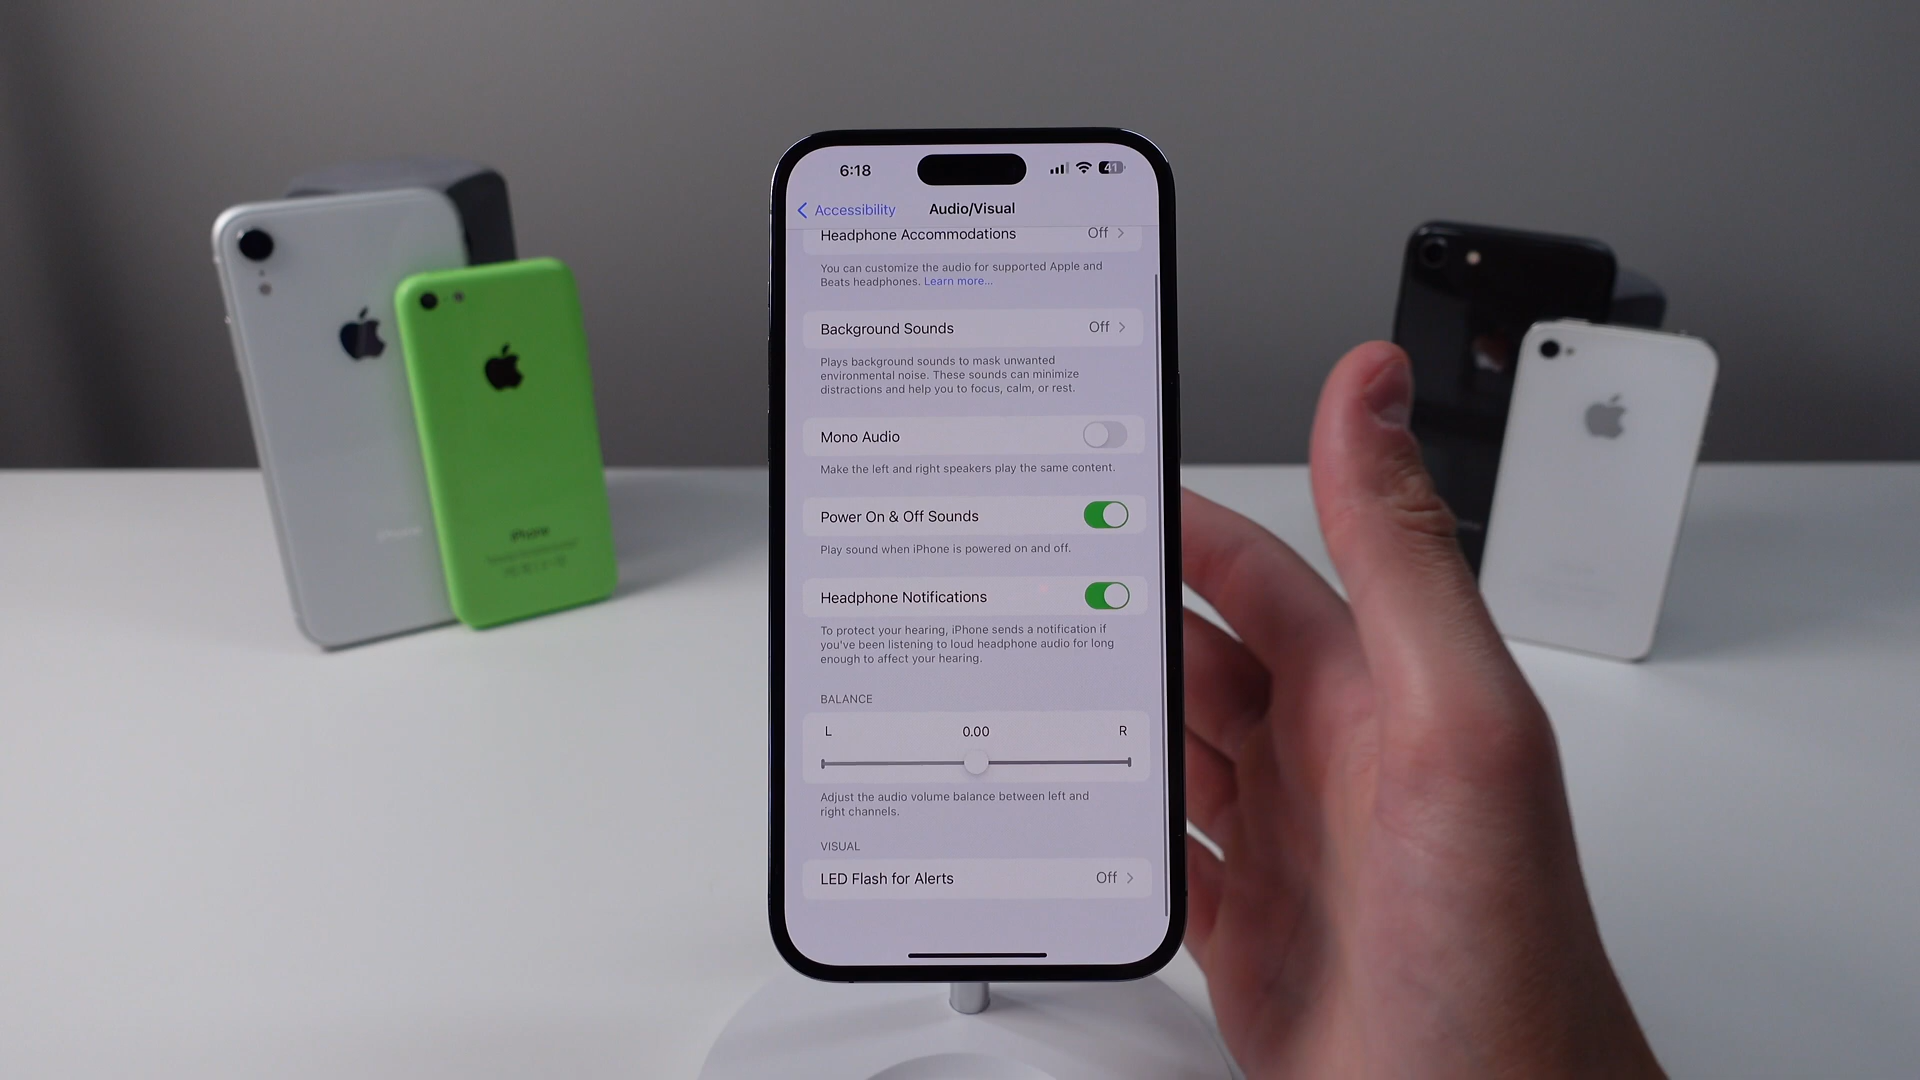 6:18
41
Accessibility
Audio/Visual
Headphone Accommodations Off
You can customize the audio for supported Apple and
Beats headphones. Learn more...
Background Sounds Off
Plays background sounds to mask unwanted
environmental noise. These sounds can minimize
distractions and help you to focus, calm, or rest.
Mono Audio
Make the left and right speakers play the same content.
Power On & Off Sounds
Play sound when iPhone is powered on and off.
Headphone Notifications
To protect your hearing, iPhone sends a notification if
you've been listening to loud headphone audio for long
enough to affect your hearing.
BALANCE
L 0.00 R
Adjust the audio volume balance between left and
right channels.
VISUAL
LED Flash for Alerts Off
iPhone
iPhone